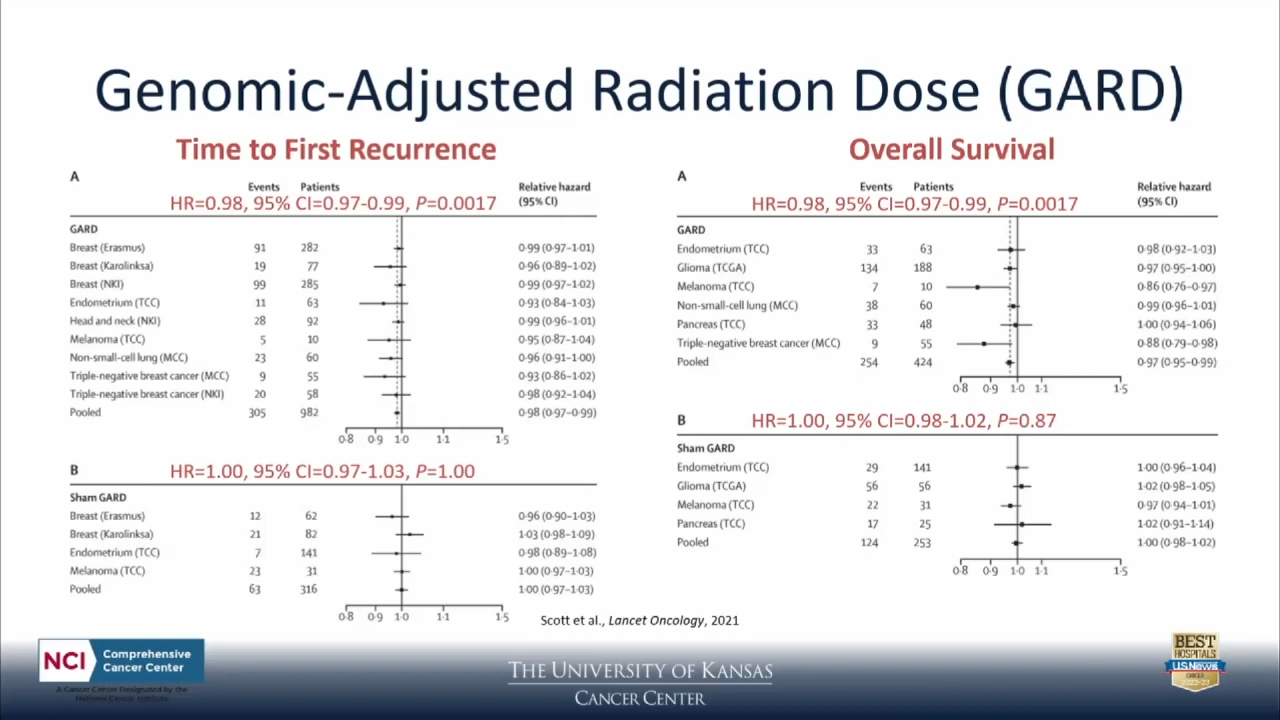 Genomic-Adjusted Radiation Dose (GARD)
Time to First Recurrence
A
Events Patients Relative hazard
(95% CI)
HR=0.98, 95% CI=0.97-0.99, P=0.0017
GARD
Breast (Erasmus) 91 282 0·99 (0·97–1·01)
Breast (Karolinksa) 19 77 0·96 (0·89–1·02)
Breast (NKI) 99 285 0·99 (0·97–1·02)
Endometrium (TCC) 11 63 0·93 (0·84–1·03)
Head and neck (NKI) 28 92 0·99 (0·96–1·01)
Melanoma (TCC) 5 10 0·95 (0·87–1·04)
Non-small-cell lung (MCC) 23 60 0·96 (0·91–1·00)
Triple-negative breast cancer (MCC) 9 55 0·93 (0·86–1·02)
Triple-negative breast cancer (NKI) 20 58 0·98 (0·92–1·04)
Pooled 305 982 0·98 (0·97–0·99)
0·8 0·9 1·0 1·1 1·5
B
HR=1.00, 95% CI=0.97-1.03, P=1.00
Sham GARD
Breast (Erasmus) 12 62 0·96 (0·90–1·03)
Breast (Karolinksa) 21 82 1·03 (0·98–1·09)
Endometrium (TCC) 7 141 0·98 (0·89–1·08)
Melanoma (TCC) 23 31 1·00 (0·97–1·03)
Pooled 63 316 1·00 (0·97–1·03)
0·8 0·9 1·0 1·1 1·5
Overall Survival
A
Events Patients Relative hazard
(95% CI)
HR=0.98, 95% CI=0.97-0.99, P=0.0017
GARD
Endometrium (TCC) 33 63 0·98 (0·92–1·03)
Glioma (TCGA) 134 188 0·97 (0·95–1·00)
Melanoma (TCC) 7 10 0·86 (0·76–0·97)
Non-small-cell lung (MCC) 38 60 0·99 (0·96–1·01)
Pancreas (TCC) 33 48 1·00 (0·94–1·06)
Triple-negative breast cancer (MCC) 9 55 0·88 (0·79–0·98)
Pooled 254 424 0·97 (0·95–0·99)
0·8 0·9 1·0 1·1 1·5
B
HR=1.00, 95% CI=0.98-1.02, P=0.87
Sham GARD
Endometrium (TCC) 29 141 1·00 (0·96–1·04)
Glioma (TCGA) 56 56 1·02 (0·98–1·05)
Melanoma (TCC) 22 31 0·97 (0·94–1·01)
Pancreas (TCC) 17 25 1·02 (0·91–1·14)
Pooled 124 253 1·00 (0·98–1·02)
0·8 0·9 1·0 1·1 1·5
Scott et al., Lancet Oncology, 2021
NCI Comprehensive
Cancer Center
A Cancer Center Designated by the
National Cancer Institute
THE UNIVERSITY OF KANSAS
CANCER CENTER
BEST
HOSPITALS
U.S.News
CANCER
2022-23